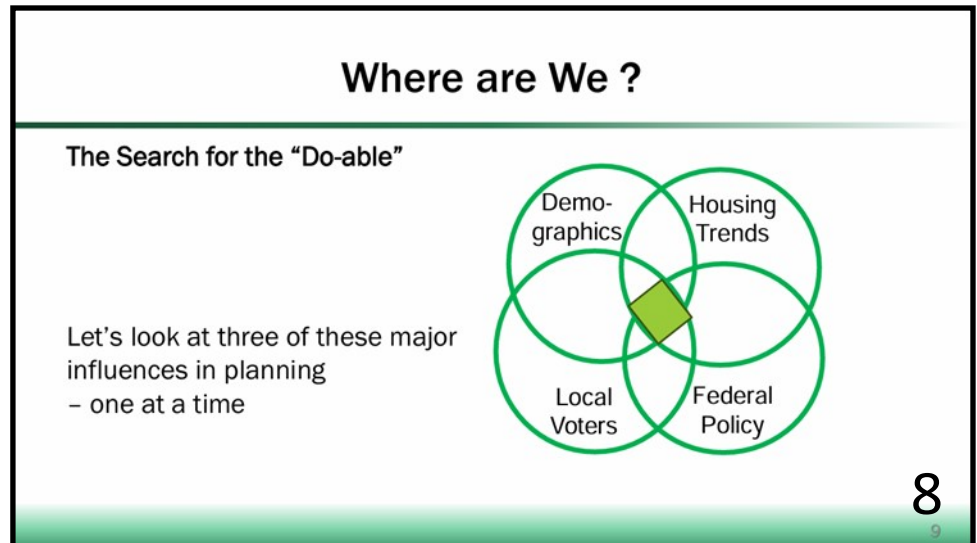 Where are We ?
The Search for the “Do-able”
Demo-
graphics
Housing
Trends
Let’s look at three of these major
influences in planning
– one at a time
Local
Voters
Federal
Policy
8
9